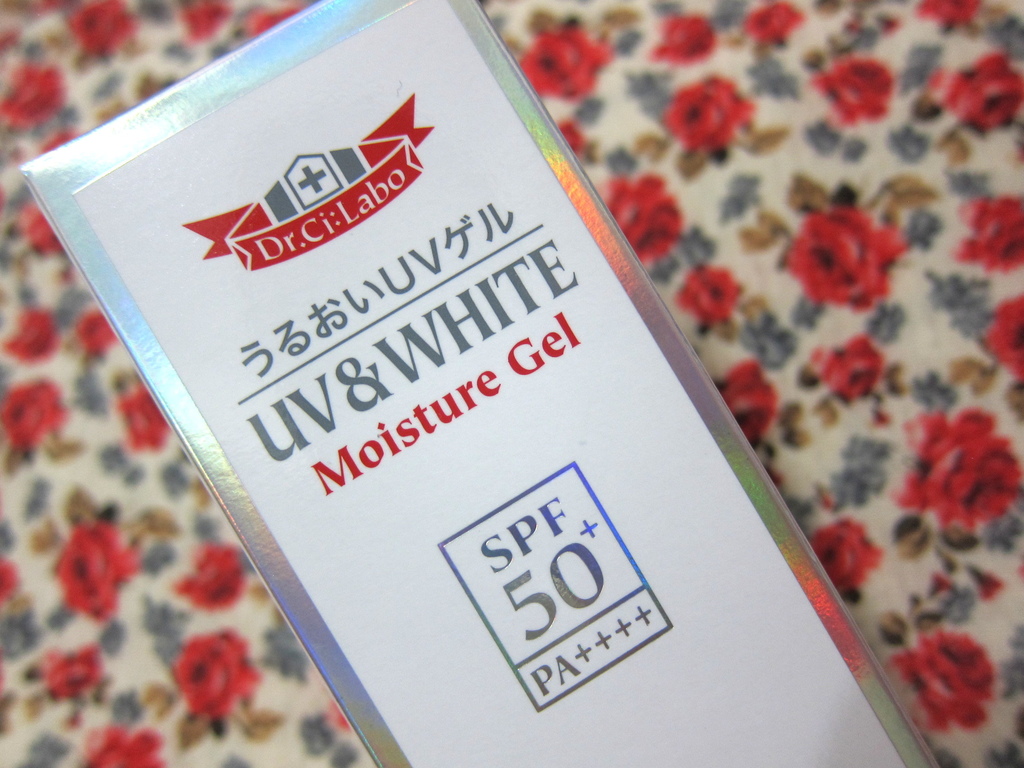 Dr.Ci:Labo
うるおいUVゲル
UV&WHITE
Moisture Gel
SPF
50+
PA++++